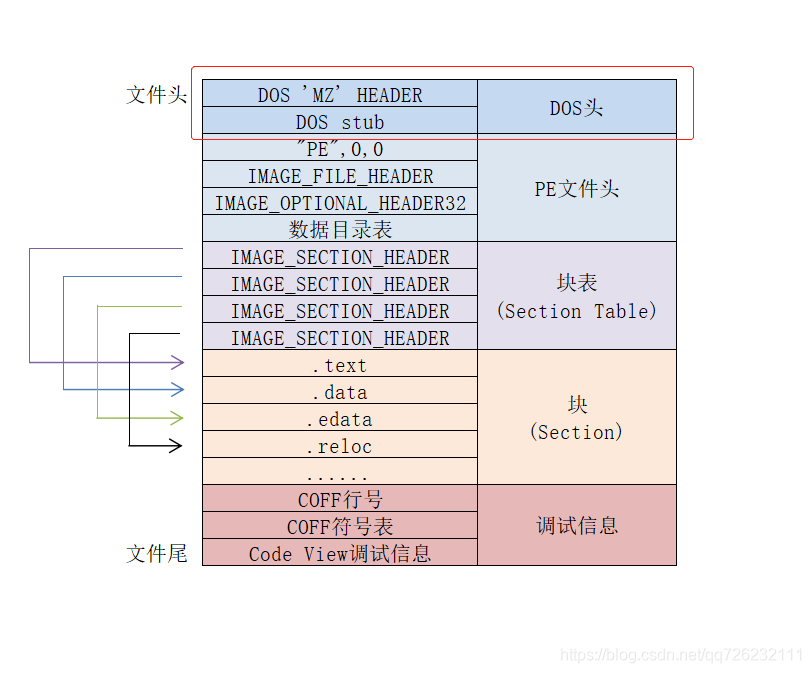 文件头
DOS 'MZ' HEADER
DOS stub
DOS头
"PE",0,0
IMAGE_FILE_HEADER
IMAGE_OPTIONAL_HEADER32
数据目录表
PE文件头
IMAGE_SECTION_HEADER
IMAGE_SECTION_HEADER
IMAGE_SECTION_HEADER
IMAGE_SECTION_HEADER
块表
(Section Table)
.text
.data
.edata
.reloc
......
块
(Section)
COFF行号
COFF符号表
Code View调试信息
调试信息
文件尾
https://blog.csdn.net/qq726232111